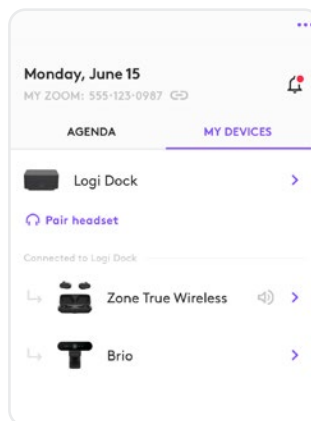 Monday, June 15
MY ZOOM: 555-123-0987
AGENDA
MY DEVICES
Logi Dock
Pair headset
Connected to Logi Dock
Zone True Wireless
Brio